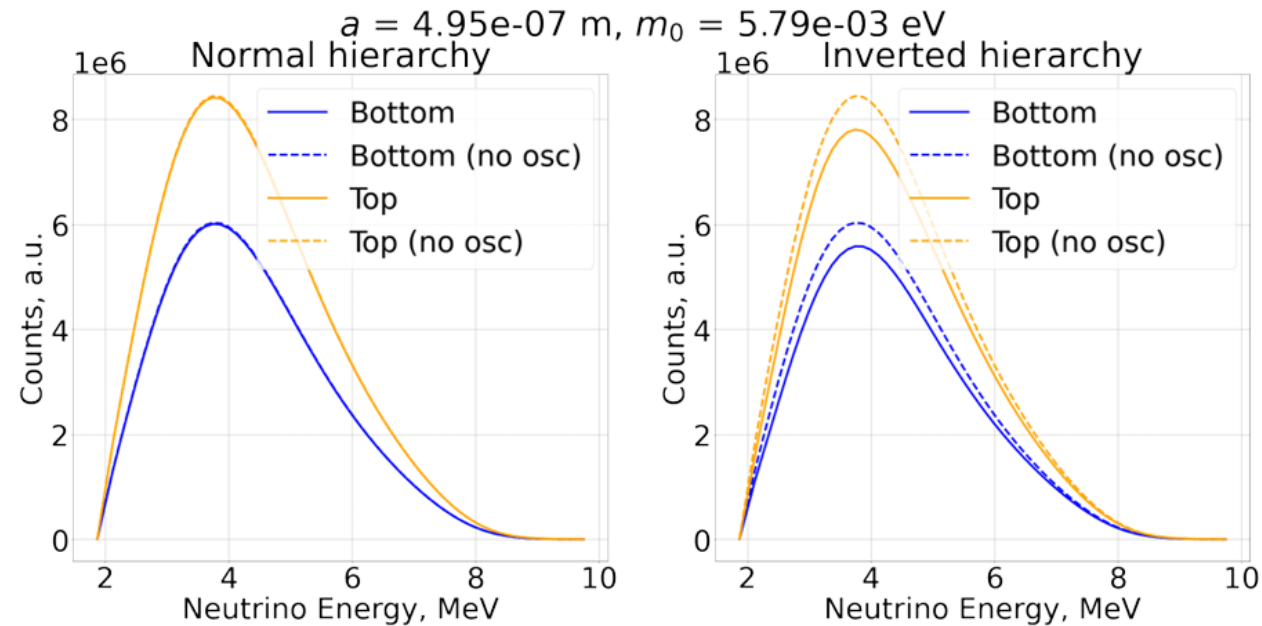 a = 4.95e-07 m, m₀ = 5.79e-03 eV
Normal hierarchy
1e6
Counts, a.u.
8
6
4
2
0
Bottom
Bottom (no osc)
Top
Top (no osc)
2 4 6 8 10
Neutrino Energy, MeV
Inverted hierarchy
1e6
Counts, a.u.
8
6
4
2
0
Bottom
Bottom (no osc)
Top
Top (no osc)
2 4 6 8 10
Neutrino Energy, MeV